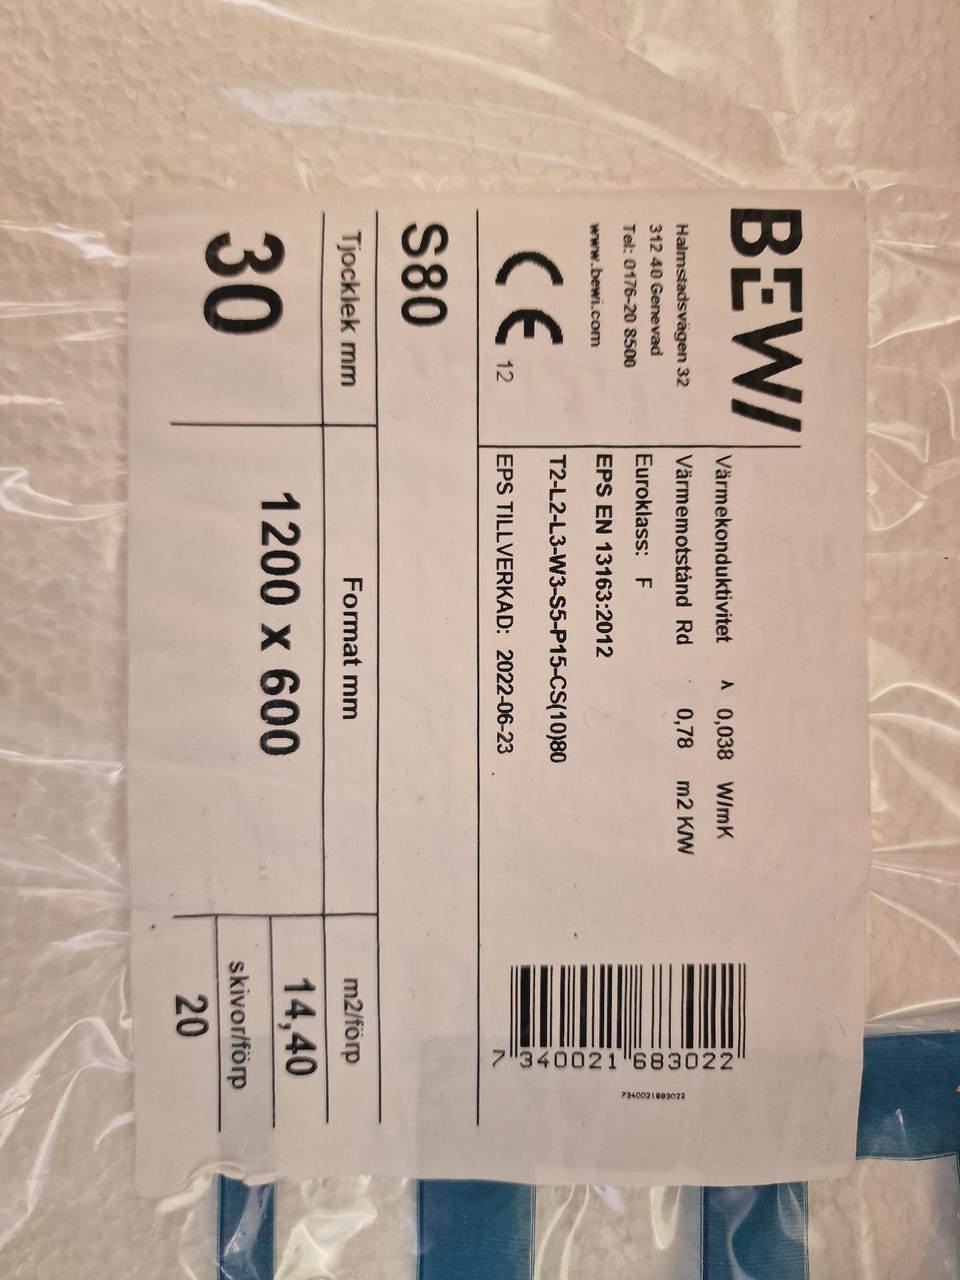 BEWI
Halmstadsvägen 32
312 40 Genevad
Tel: 0176-20 8500
www.bewi.com
CE 12
Värmekonduktivitet λ 0,038 W/mK
Värmemotstånd Rd 0,78 m2 K/W
Euroklass: F
EPS EN 13163:2012
T2-L2-L3-W3-S5-P15-CS(10)80
EPS TILLVERKAD: 2022-06-23
7 340021 683022
7340021683022
S80
Tjocklek mm
30
Format mm
1200 x 600
m2/förp
14,40
skivor/förp
20